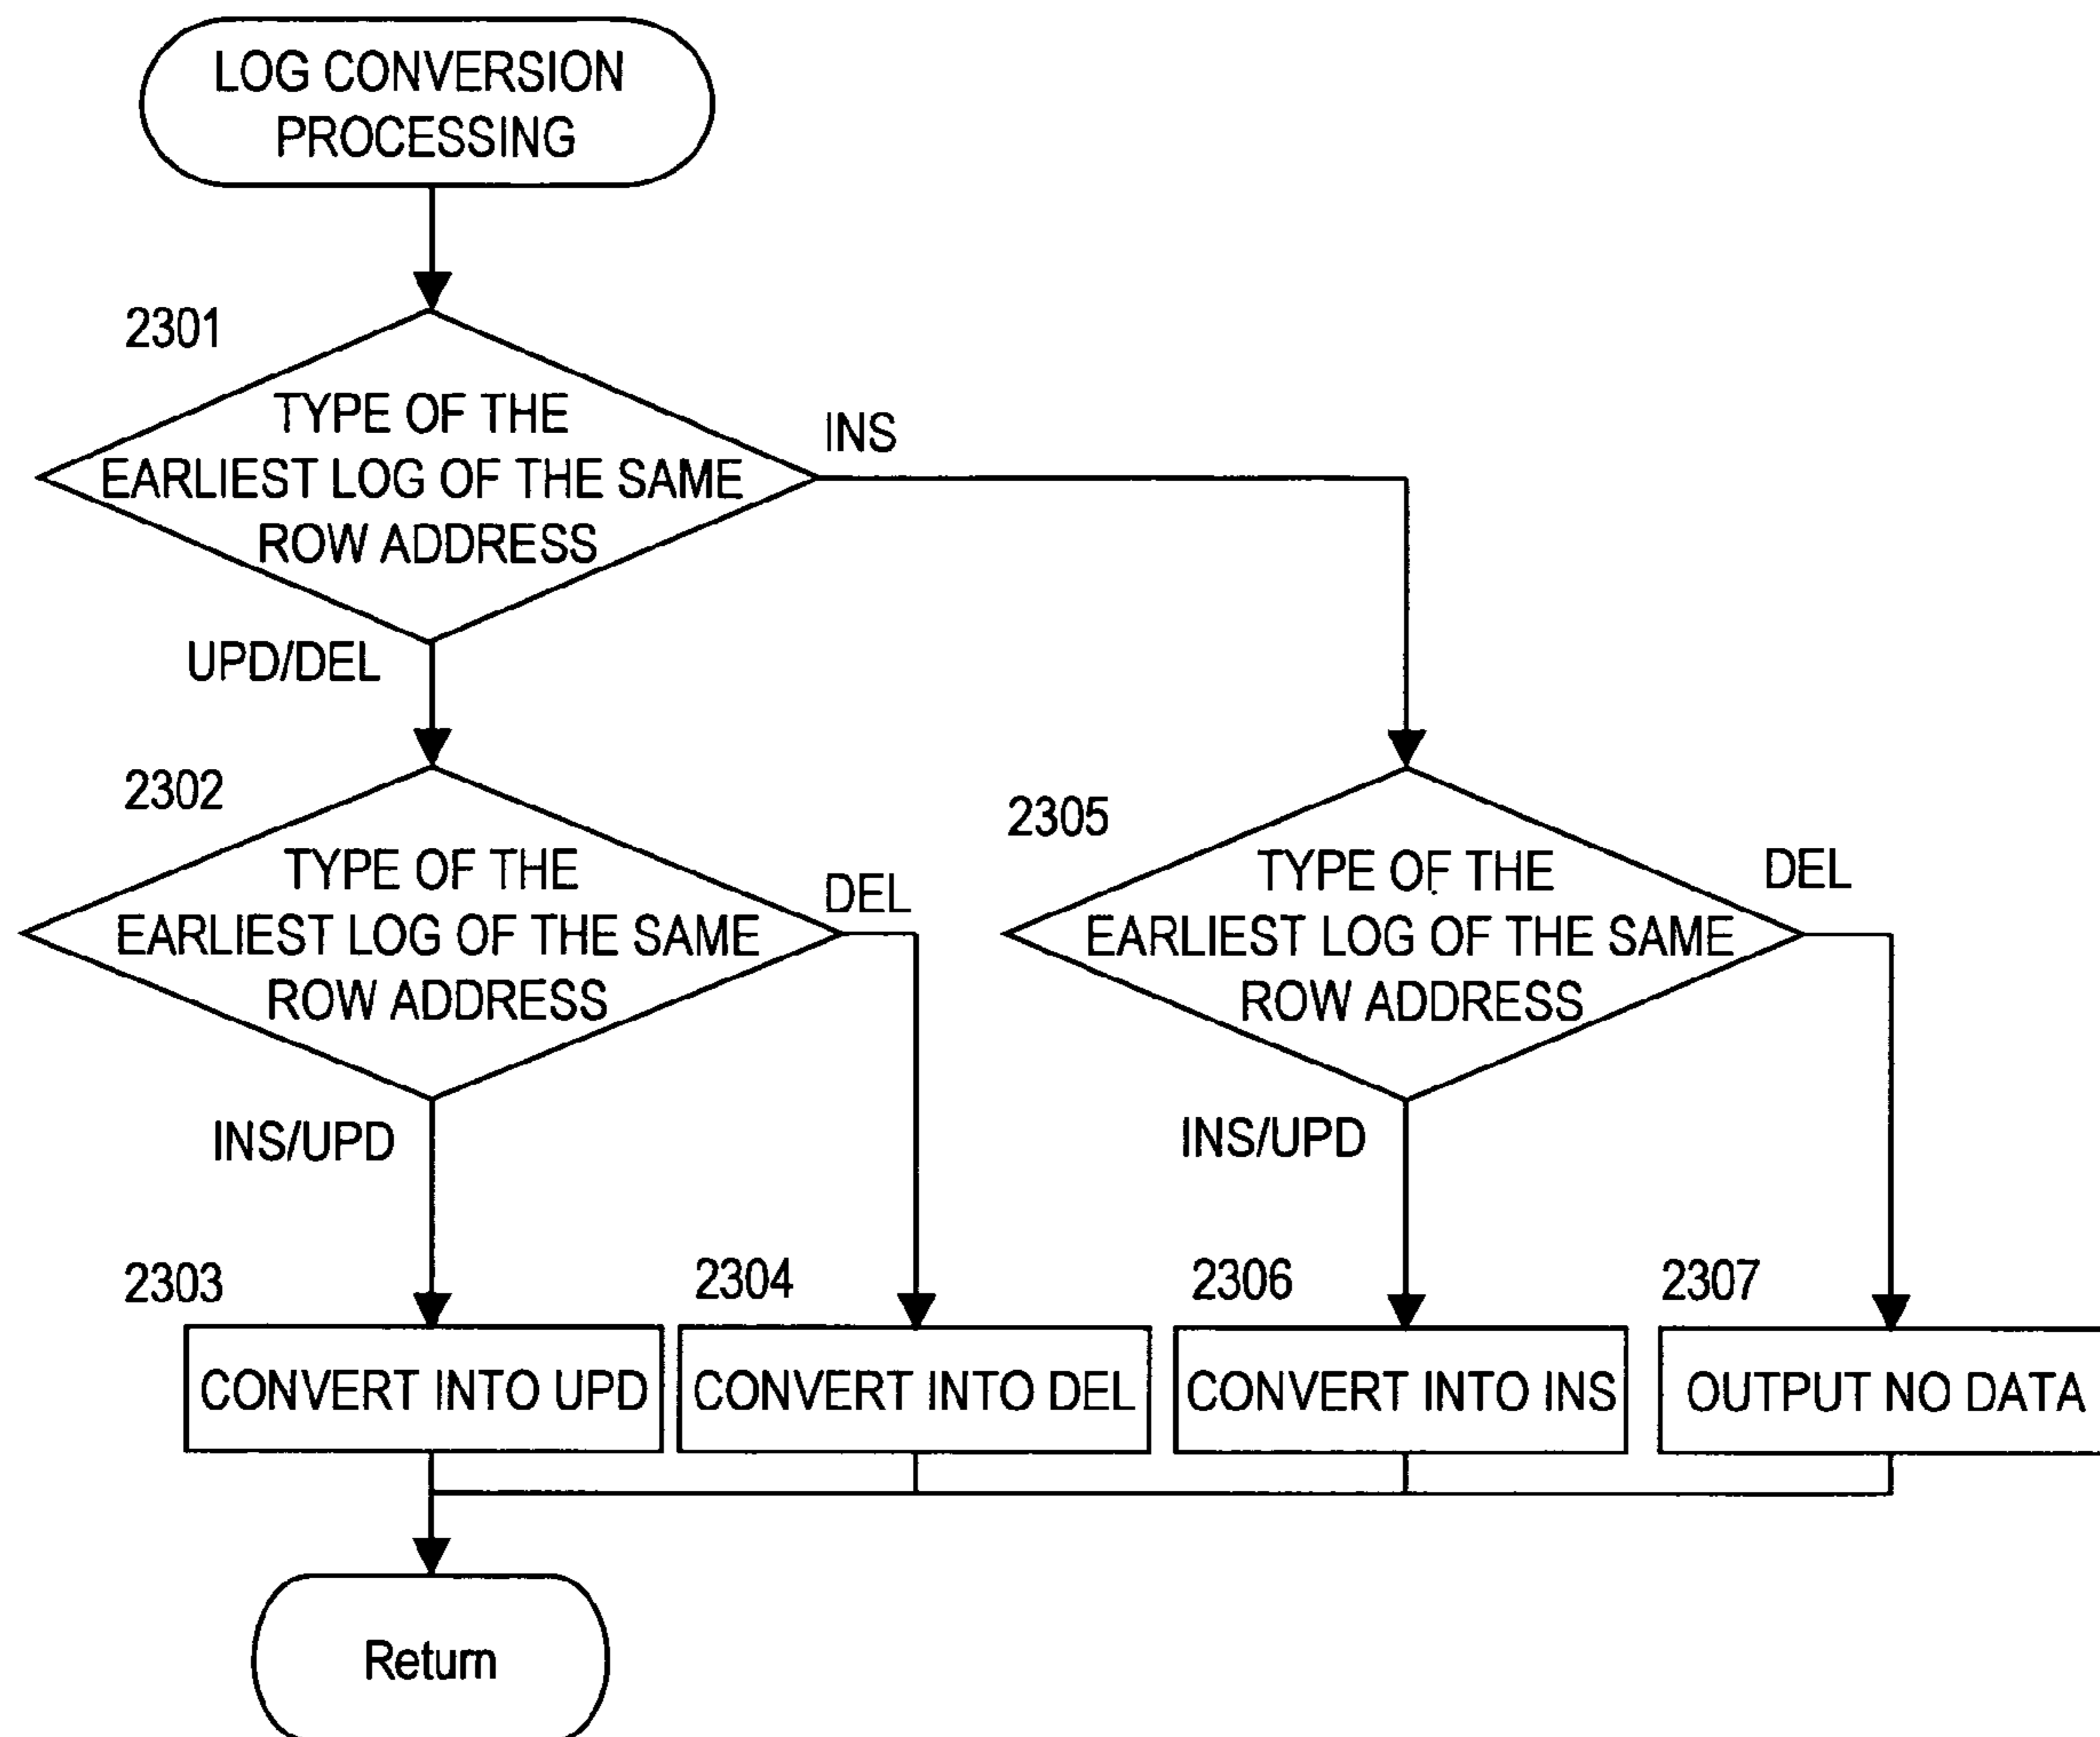 LOG CONVERSION
PROCESSING
2301
TYPE OF THE
EARLIEST LOG OF THE SAME
ROW ADDRESS
INS
UPD/DEL
2302
TYPE OF THE
EARLIEST LOG OF THE SAME
ROW ADDRESS
DEL
2305
TYPE OF THE
EARLIEST LOG OF THE SAME
ROW ADDRESS
DEL
INS/UPD
INS/UPD
2303
CONVERT INTO UPD
2304
CONVERT INTO DEL
2306
CONVERT INTO INS
2307
OUTPUT NO DATA
Return